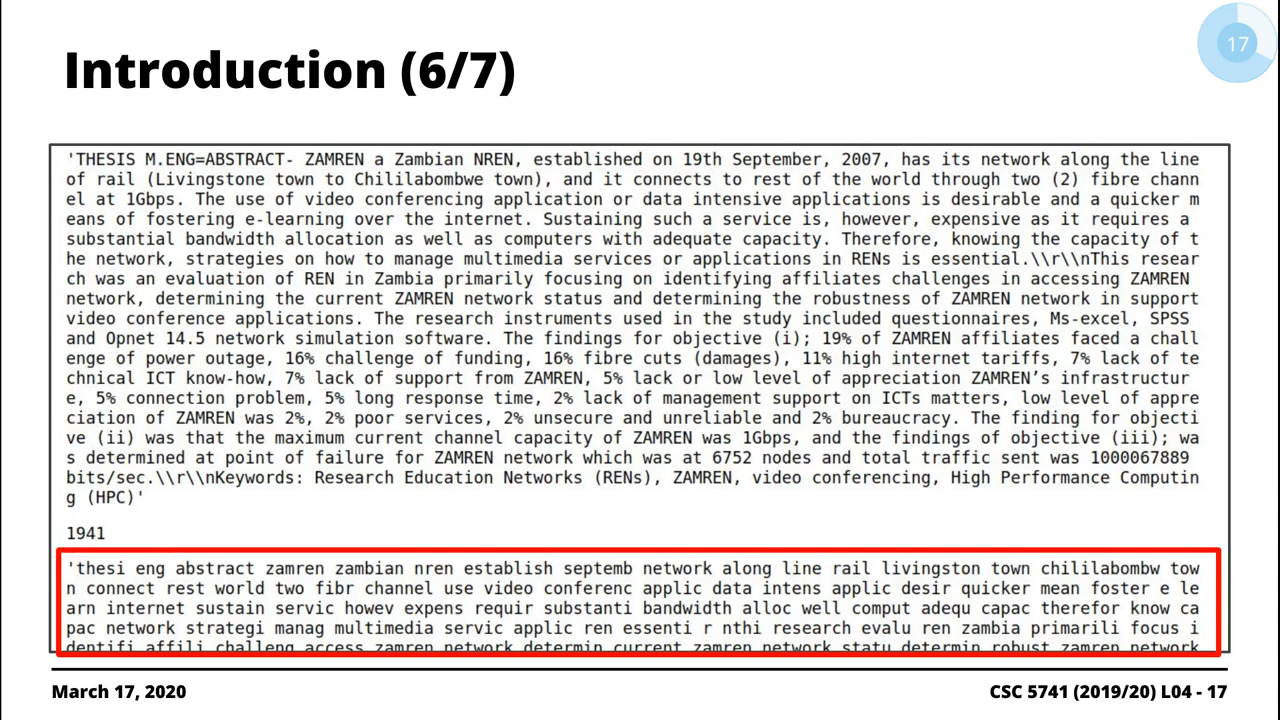 Introduction (6/7)
17
'THESIS M.ENG=ABSTRACT- ZAMREN a Zambian NREN, established on 19th September, 2007, has its network along the line
of rail (Livingstone town to Chililabombwe town), and it connects to rest of the world through two (2) fibre chann
el at 1Gbps. The use of video conferencing application or data intensive applications is desirable and a quicker m
eans of fostering e-learning over the internet. Sustaining such a service is, however, expensive as it requires a
substantial bandwidth allocation as well as computers with adequate capacity. Therefore, knowing the capacity of t
he network, strategies on how to manage multimedia services or applications in RENs is essential.\\r\\nThis resear
ch was an evaluation of REN in Zambia primarily focusing on identifying affiliates challenges in accessing ZAMREN
network, determining the current ZAMREN network status and determining the robustness of ZAMREN network in support
video conference applications. The research instruments used in the study included questionnaires, Ms-excel, SPSS
and Opnet 14.5 network simulation software. The findings for objective (i); 19% of ZAMREN affiliates faced a chall
enge of power outage, 16% challenge of funding, 16% fibre cuts (damages), 11% high internet tariffs, 7% lack of te
chnical ICT know-how, 7% lack of support from ZAMREN, 5% lack or low level of appreciation ZAMREN’s infrastructur
e, 5% connection problem, 5% long response time, 2% lack of management support on ICTs matters, low level of appre
ciation of ZAMREN was 2%, 2% poor services, 2% unsecure and unreliable and 2% bureaucracy. The finding for objecti
ve (ii) was that the maximum current channel capacity of ZAMREN was 1Gbps, and the findings of objective (iii); wa
s determined at point of failure for ZAMREN network which was at 6752 nodes and total traffic sent was 1000067889
bits/sec.\\r\\nKeywords: Research Education Networks (RENs), ZAMREN, video conferencing, High Performance Computin
g (HPC)'
1941
'thesi eng abstract zamren zambian nren establish septemb network along line rail livingston town chililabombw tow
n connect rest world two fibr channel use video conferenc applic data intens applic desir quicker mean foster e le
arn internet sustain servic howev expens requir substanti bandwidth alloc well comput adequ capac therefor know ca
pac network strategi manag multimedia servic applic ren essenti r nthi research evalu ren zambia primarili focus i
dentifi affili challeng access zamren network determin current zamren network statu determin robust zamren network
March 17, 2020
CSC 5741 (2019/20) L04 - 17